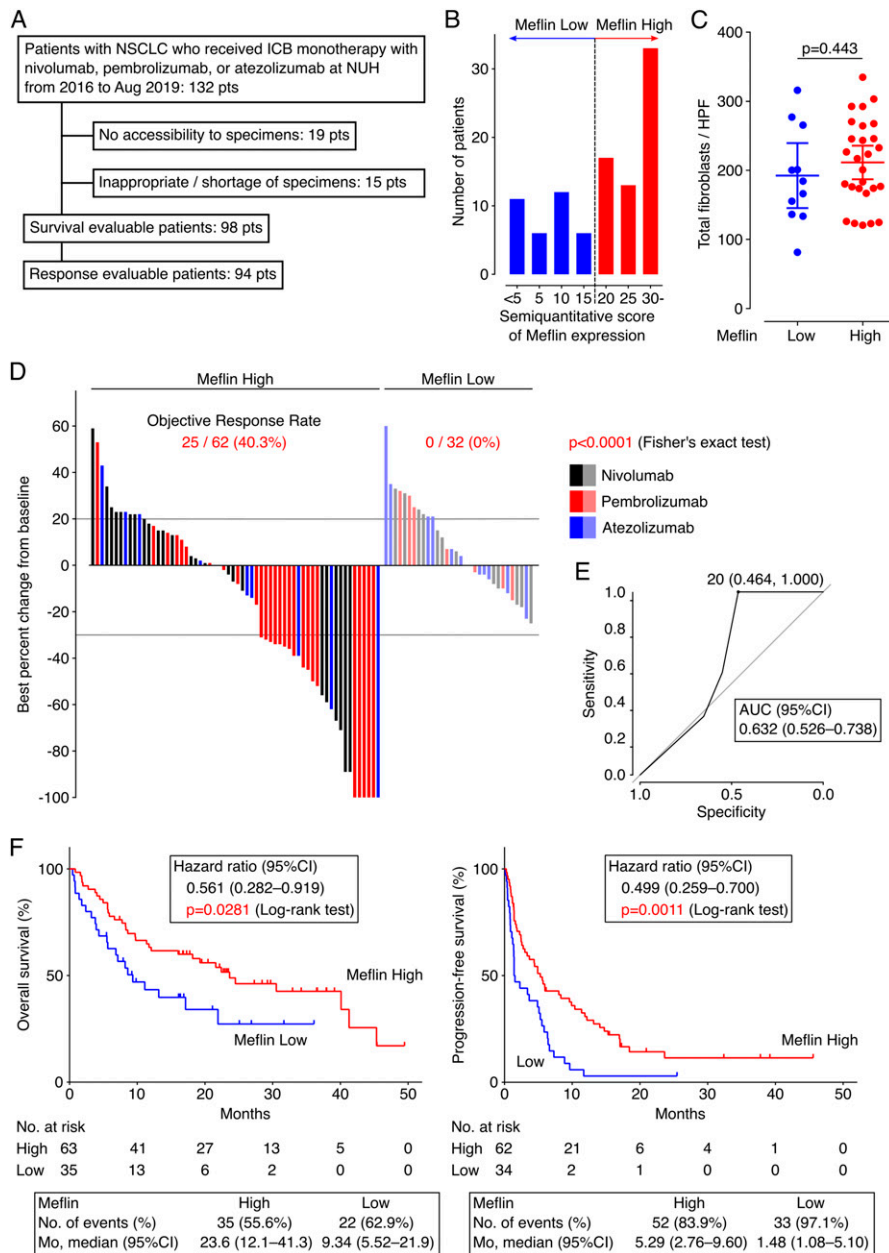 A
Patients with NSCLC who received ICB monotherapy with
nivolumab, pembrolizumab, or atezolizumab at NUH
from 2016 to Aug 2019: 132 pts
No accessibility to specimens: 19 pts
Inappropriate / shortage of specimens: 15 pts
Survival evaluable patients: 98 pts
Response evaluable patients: 94 pts
B
Meflin Low
Meflin High
Number of patients
30
20
10
0
<5 5 10 15 20 25 30-
Semiquantitative score
of Meflin expression
C
p=0.443
Total fibroblasts / HPF
400
300
200
100
0
Meflin Low High
D
Meflin High
Meflin Low
Objective Response Rate
25 / 62 (40.3%)
0 / 32 (0%)
p<0.0001 (Fisher's exact test)
Nivolumab
Pembrolizumab
Atezolizumab
Best percent change from baseline
60
40
20
0
-20
-40
-60
-80
-100
E
20 (0.464, 1.000)
Sensitivity
1.0
0.8
0.6
0.4
0.2
0.0
AUC (95%CI)
0.632 (0.526–0.738)
1.0 0.5 0.0
Specificity
F
Overall survival (%)
100
50
0
Hazard ratio (95%CI)
0.561 (0.282–0.919)
p=0.0281 (Log-rank test)
Meflin High
Meflin Low
0 10 20 30 40 50
Months
No. at risk
High 63 41 27 13 5 0
Low 35 13 6 2 0 0
Meflin High Low
No. of events (%) 35 (55.6%) 22 (62.9%)
Mo, median (95%CI) 23.6 (12.1–41.3) 9.34 (5.52–21.9)
Progression-free survival (%)
100
50
0
Hazard ratio (95%CI)
0.499 (0.259–0.700)
p=0.0011 (Log-rank test)
Meflin High
Low
0 10 20 30 40 50
Months
No. at risk
High 62 21 6 4 1 0
Low 34 2 1 0 0 0
Meflin High Low
No. of events (%) 52 (83.9%) 33 (97.1%)
Mo, median (95%CI) 5.29 (2.76–9.60) 1.48 (1.08–5.10)